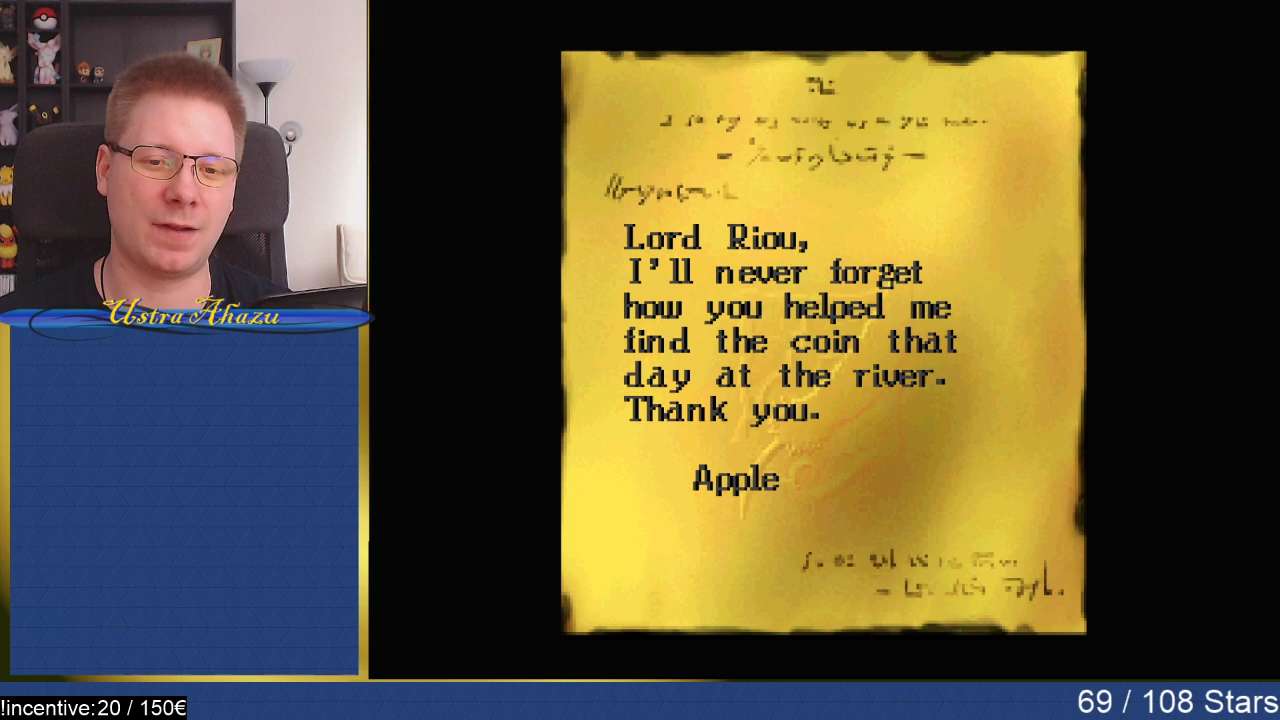 Lord Riou,
I'll never forget
how you helped me
find the coin that
day at the river.
Thank you.
Apple
Ustra Ahazu
!incentive:20 / 150€
69 / 108 Stars